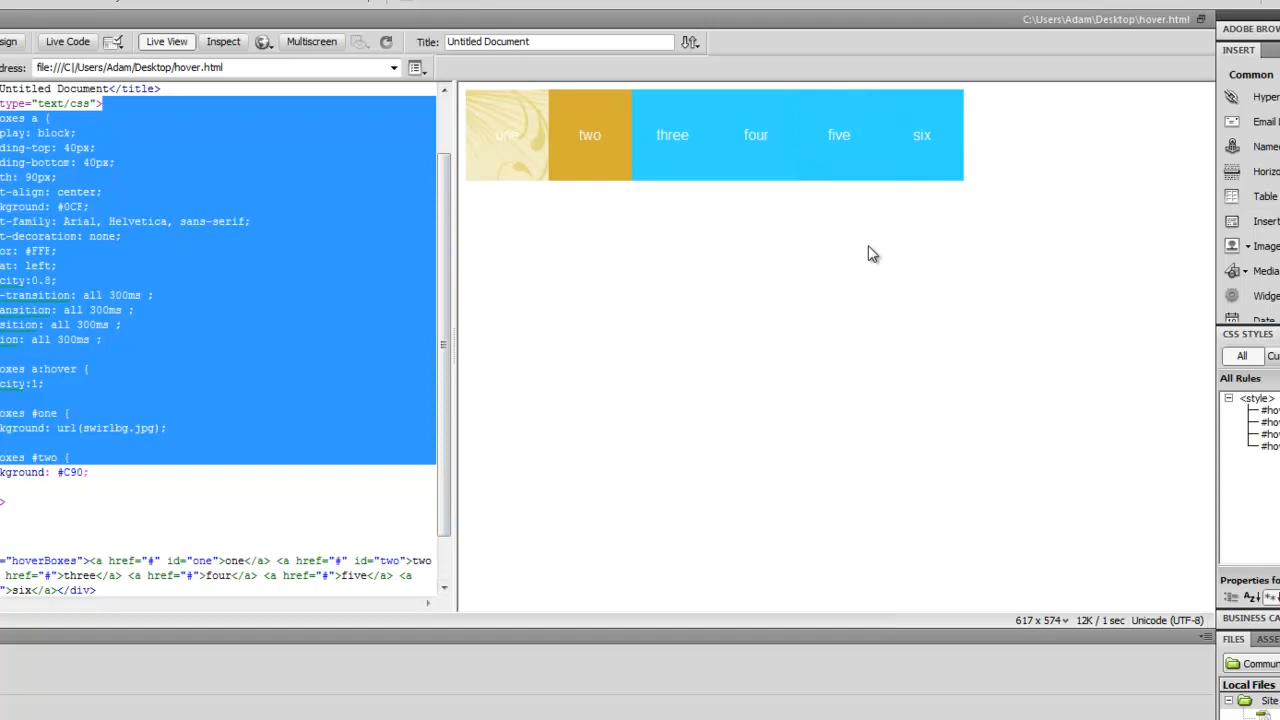 C:\Users\Adam\Desktop\hover.html
sign Live Code Live View Inspect Multiscreen Title: Untitled Document
dress: file:///C|/Users/Adam/Desktop/hover.html
Untitled Document</title>
type="text/css">
oxes a {
play: block;
ding-top: 40px;
ding-bottom: 40px;
th: 90px;
t-align: center;
kground: #0CF;
t-family: Arial, Helvetica, sans-serif;
t-decoration: none;
or: #FFF;
at: left;
city:0.8;
-transition: all 300ms ;
ansition: all 300ms ;
sition: all 300ms ;
ion: all 300ms ;
oxes a:hover {
city:1;
oxes #one {
kground: url(swirlbg.jpg);
oxes #two {
kground: #C90;
>
="hoverBoxes"><a href="#" id="one">one</a> <a href="#" id="two">two
href="#">three</a> <a href="#">four</a> <a href="#">five</a> <a
">six</a></div>
one two three four five six
617 x 574 12K / 1 sec Unicode (UTF-8)
ADOBE BROW
INSERT
Common
Hyper
Email L
Name
Horizo
Table
Insert
Image
Media
Widge
Date
CSS STYLES
All Cu
All Rules
<style>
#ho
#ho
#ho
#ho
Properties fo
BUSINESS CA
FILES ASSE
Commun
Local Files
Site